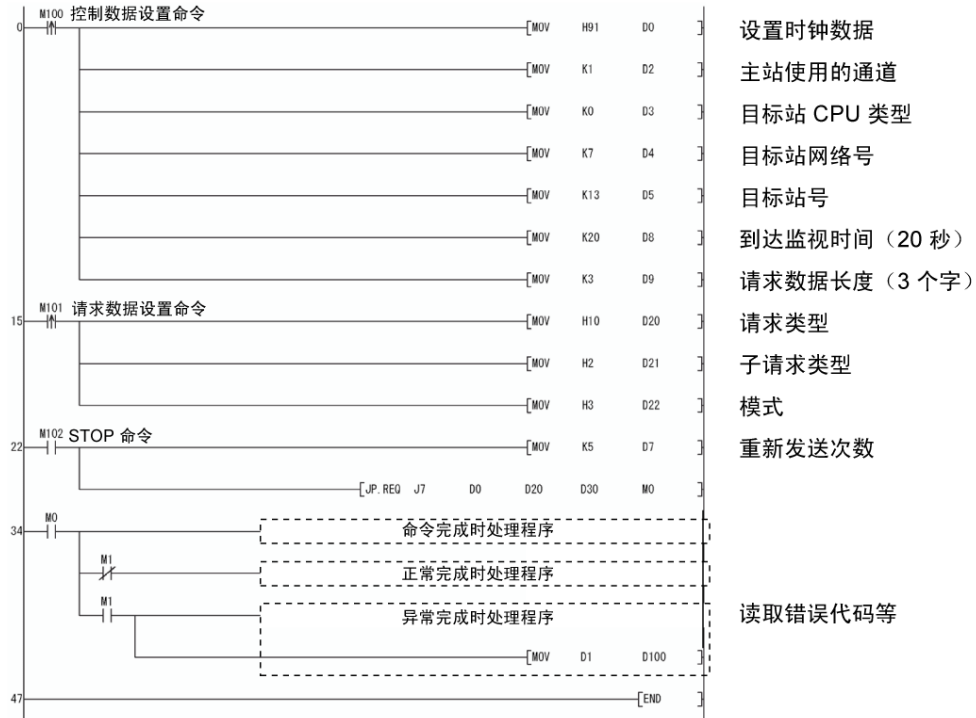 M100 控制数据设置命令
0 [MOV H91 D0 ] 设置时钟数据
[MOV K1 D2 ] 主站使用的通道
[MOV K0 D3 ] 目标站 CPU 类型
[MOV K7 D4 ] 目标站网络号
[MOV K13 D5 ] 目标站号
[MOV K20 D8 ] 到达监视时间（20 秒）
[MOV K3 D9 ] 请求数据长度（3 个字）
M101 请求数据设置命令
15 [MOV H10 D20 ] 请求类型
[MOV H2 D21 ] 子请求类型
[MOV H3 D22 ] 模式
M102 STOP 命令
22 [MOV K5 D7 ] 重新发送次数
[JP.REQ J7 D0 D20 D30 M0 ]
M0
34 命令完成时处理程序
M1
正常完成时处理程序
M1
异常完成时处理程序 读取错误代码等
[MOV D1 D100 ]
47 [END ]